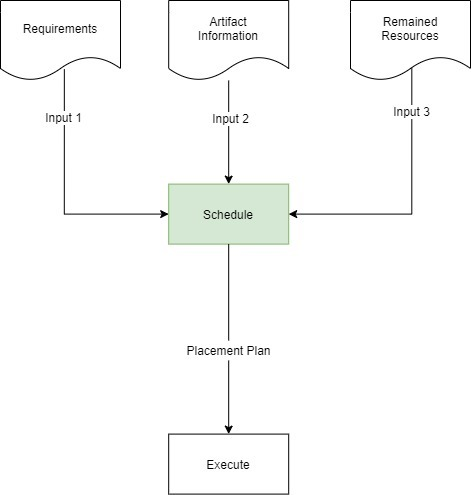 Requirements
Artifact
Information
Remained
Resources
Input 1
Input 2
Input 3
Schedule
Placement Plan
Execute